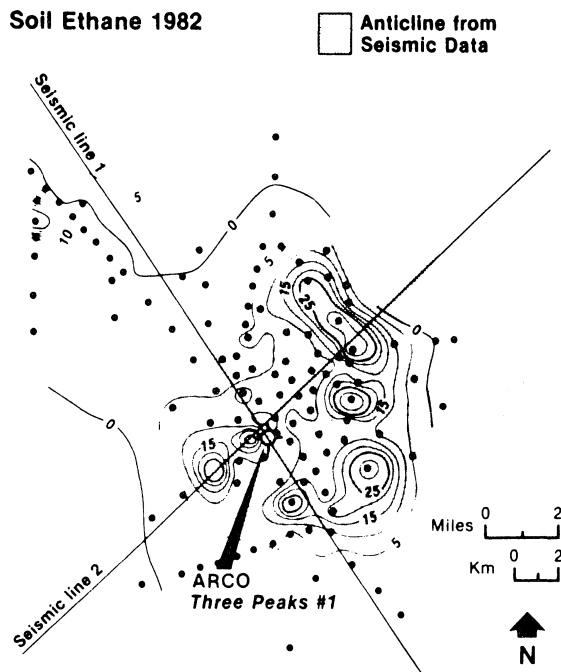 Soil Ethane 1982
Anticline from
Seismic Data
Seismic line 1
5
0
10
5
15
25
0
0
15
15
25
15
5
Miles 0 2
Km 0 2
ARCO
Three Peaks #1
Seismic line 2
N